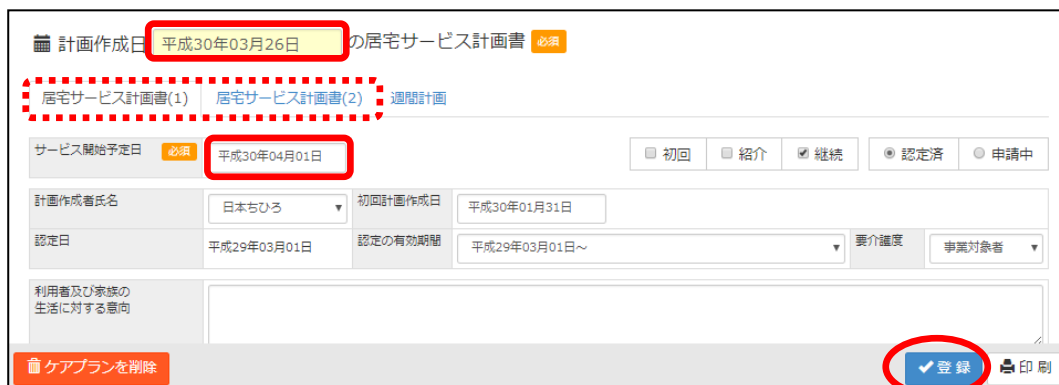 計画作成日 平成30年03月26日 の居宅サービス計画書 必須
居宅サービス計画書(1) 居宅サービス計画書(2) 週間計画
サービス開始予定日 必須 平成30年04月01日 初回 紹介 継続 認定済 申請中
計画作成者氏名 日本ちひろ 初回計画作成日 平成30年01月31日
認定日 平成29年03月01日 認定の有効期間 平成29年03月01日～ 要介護度 事業対象者
利用者及び家族の
生活に対する意向
ケアプランを削除 登録 印刷